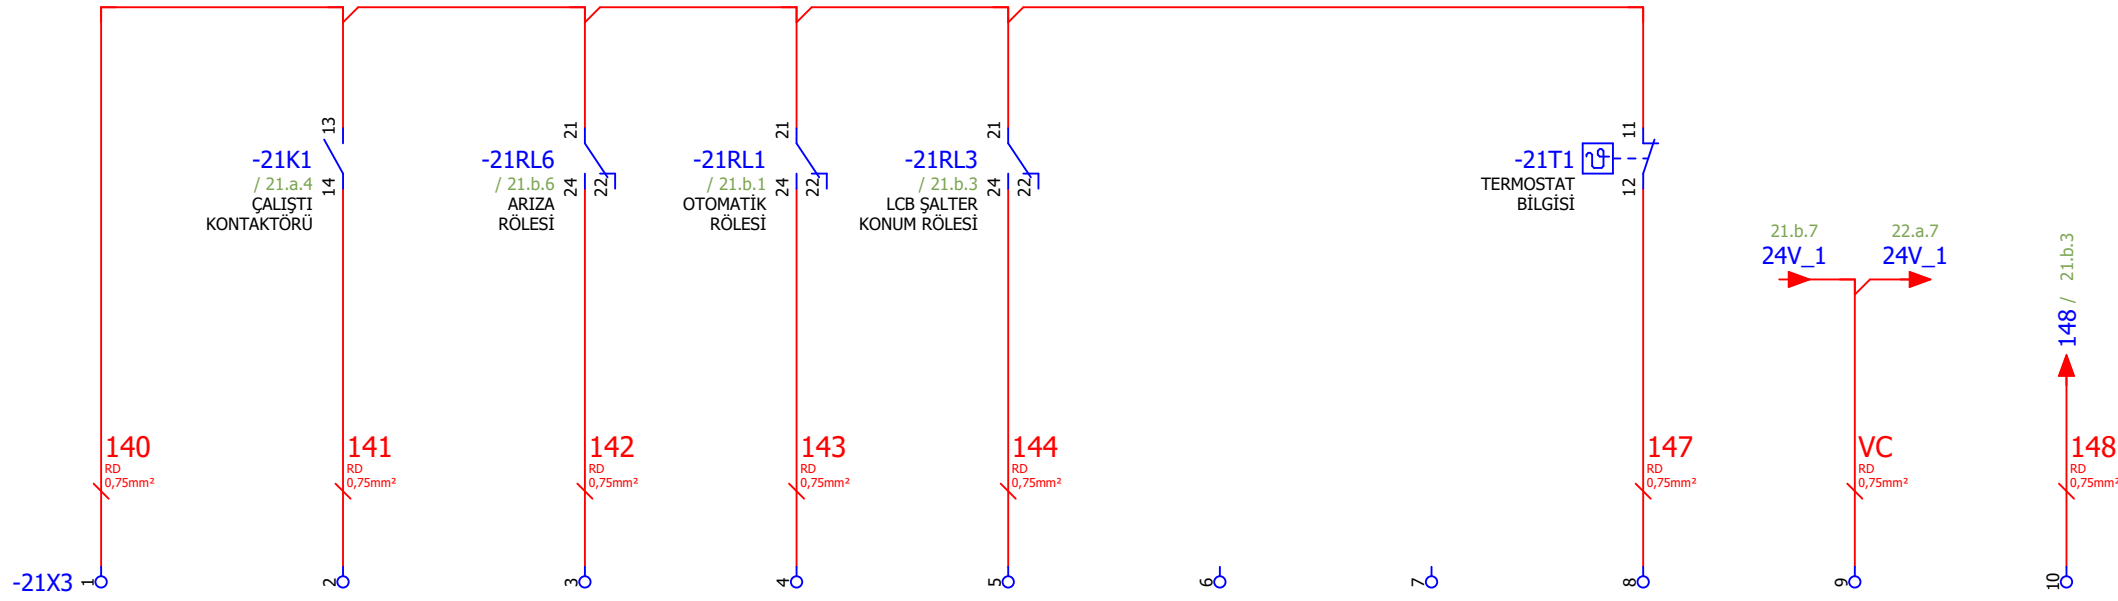 13
-21K1
/ 21.a.4
14
ÇALIŞTI
KONTAKTÖRÜ
21
-21RL6
/ 21.b.6
24
22
ARIZA
RÖLESİ
21
-21RL1
/ 21.b.1
24
22
OTOMATİK
RÖLESİ
21
-21RL3
/ 21.b.3
24
22
LCB ŞALTER
KONUM RÖLESİ
11
-21T1
12
TERMOSTAT
BİLGİSİ
21.b.7
24V_1
22.a.7
24V_1
148 / 21.b.3
140
RD
0,75mm²
141
RD
0,75mm²
142
RD
0,75mm²
143
RD
0,75mm²
144
RD
0,75mm²
147
RD
0,75mm²
VC
RD
0,75mm²
148
RD
0,75mm²
-21X3
1
2
3
4
5
6
7
8
9
10